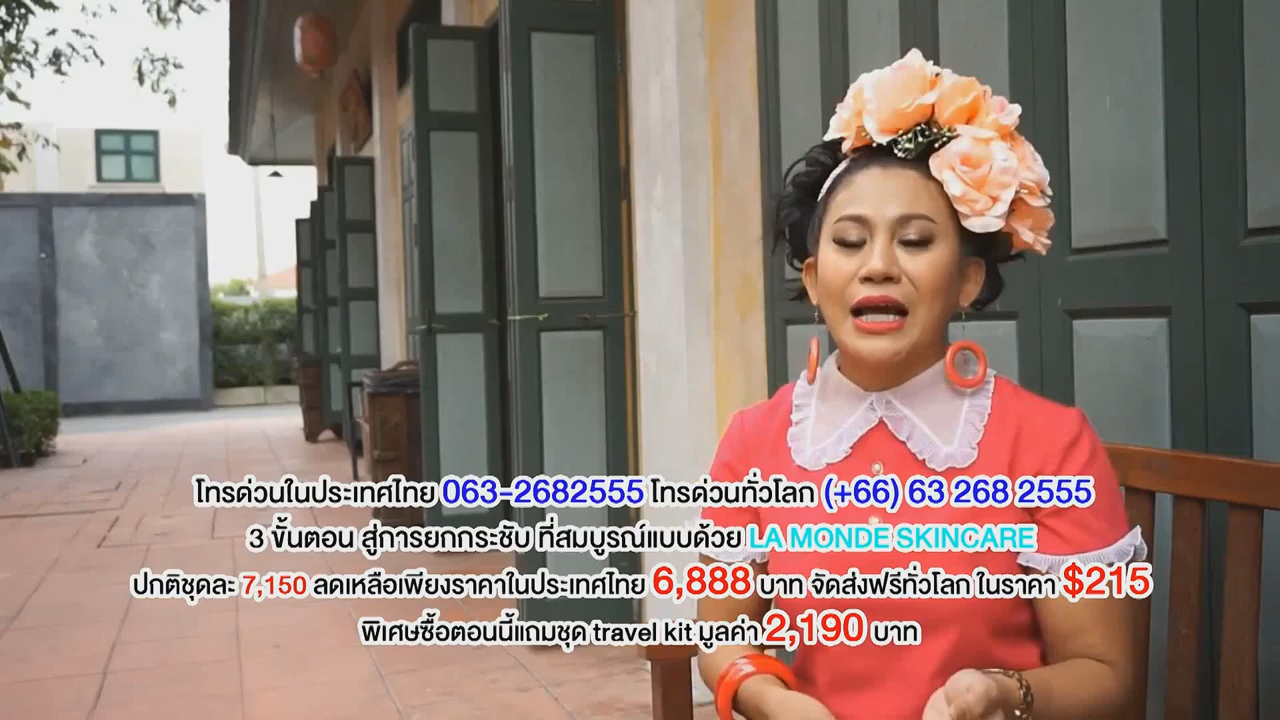 โทรด่วนในประเทศไทย 063-2682555 โทรด่วนทั่วโลก (+66) 63 268 2555
3 ขั้นตอน สู่การยกกระชับ ที่สมบูรณ์แบบด้วย LA MONDE SKINCARE
ปกติชุดละ 7,150 ลดเหลือเพียงราคาในประเทศไทย 6,888 บาท จัดส่งฟรีทั่วโลก ในราคา $215
พิเศษซื้อตอนนี้แถมชุด travel kit มูลค่า 2,190 บาท